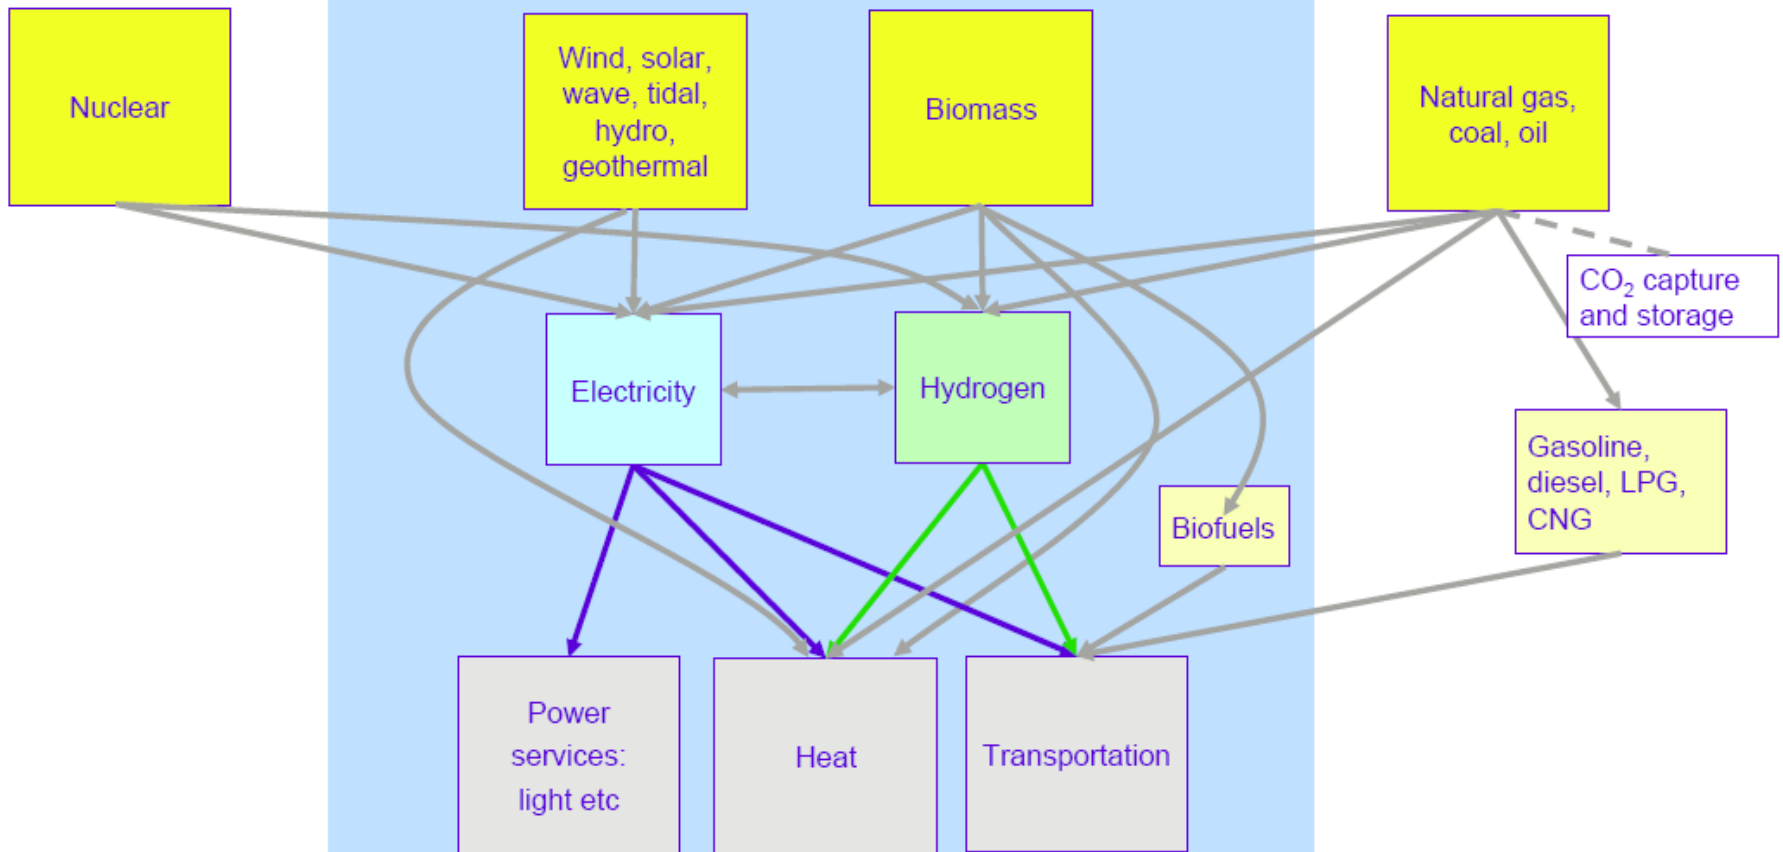 Nuclear
Wind, solar,
wave, tidal,
hydro,
geothermal
Biomass
Natural gas,
coal, oil
CO₂ capture
and storage
Electricity
Hydrogen
Gasoline,
diesel, LPG,
CNG
Biofuels
Power
services:
light etc
Heat
Transportation